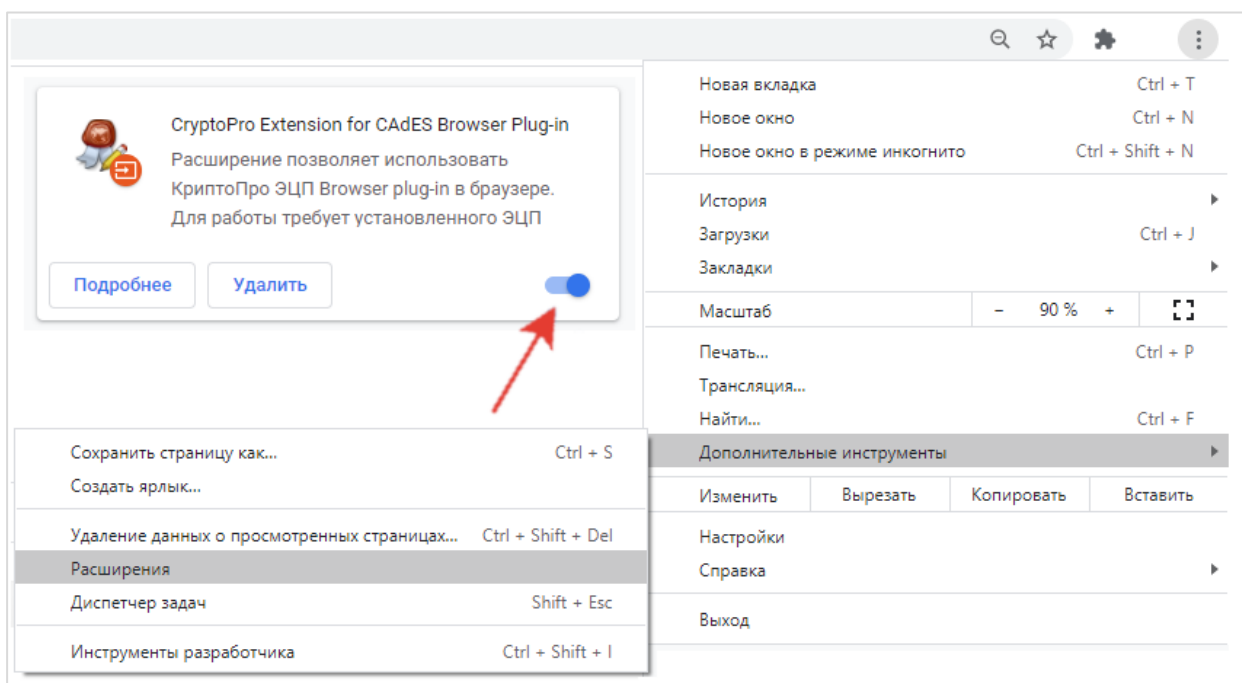 CryptoPro Extension for CAdES Browser Plug-in
Расширение позволяет использовать
КриптоПро ЭЦП Browser plug-in в браузере.
Для работы требует установленного ЭЦП
Подробнее Удалить
Новая вкладка Ctrl + T
Новое окно Ctrl + N
Новое окно в режиме инкогнито Ctrl + Shift + N
История
Загрузки Ctrl + J
Закладки
Масштаб − 90 % +
Печать... Ctrl + P
Трансляция...
Найти... Ctrl + F
Дополнительные инструменты
Изменить Вырезать Копировать Вставить
Настройки
Справка
Выход
Сохранить страницу как... Ctrl + S
Создать ярлык...
Удаление данных о просмотренных страницах... Ctrl + Shift + Del
Расширения
Диспетчер задач Shift + Esc
Инструменты разработчика Ctrl + Shift + I